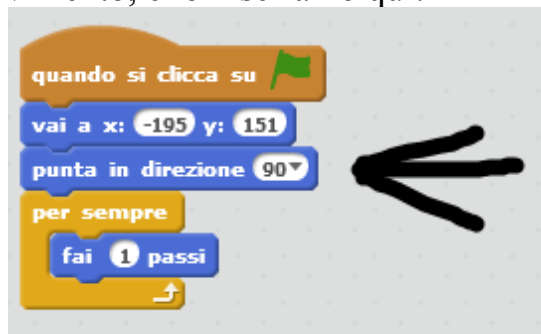 quando si clicca su
vai a x: -195 y: 151
punta in direzione 90
per sempre
fai 1 passi